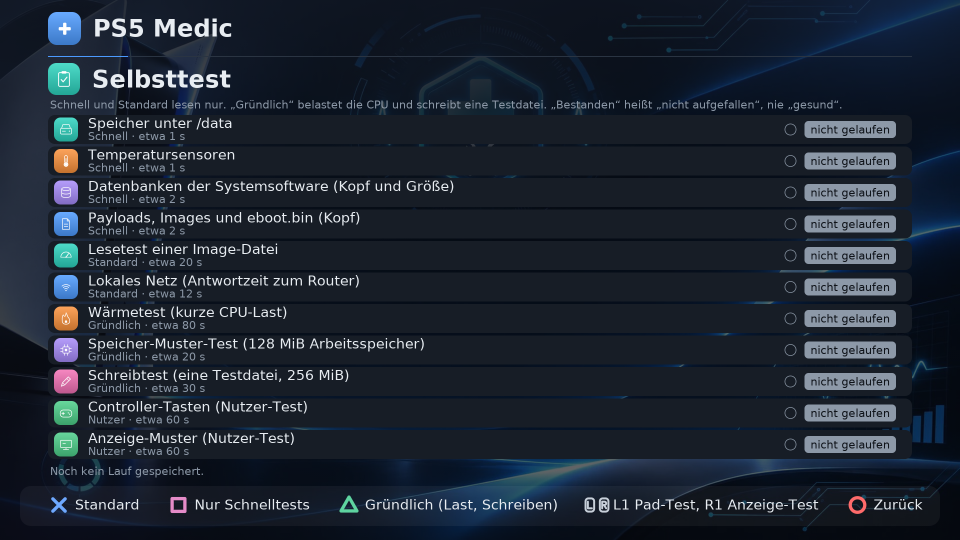 PS5 Medic
Selbsttest
Schnell und Standard lesen nur. „Gründlich“ belastet die CPU und schreibt eine Testdatei. „Bestanden“ heißt „nicht aufgefallen“, nie „gesund“.
Speicher unter /data
Schnell · etwa 1 s
nicht gelaufen
Temperatursensoren
Schnell · etwa 1 s
nicht gelaufen
Datenbanken der Systemsoftware (Kopf und Größe)
Schnell · etwa 2 s
nicht gelaufen
Payloads, Images und eboot.bin (Kopf)
Schnell · etwa 2 s
nicht gelaufen
Lesetest einer Image-Datei
Standard · etwa 20 s
nicht gelaufen
Lokales Netz (Antwortzeit zum Router)
Standard · etwa 12 s
nicht gelaufen
Wärmetest (kurze CPU-Last)
Gründlich · etwa 80 s
nicht gelaufen
Speicher-Muster-Test (128 MiB Arbeitsspeicher)
Gründlich · etwa 20 s
nicht gelaufen
Schreibtest (eine Testdatei, 256 MiB)
Gründlich · etwa 30 s
nicht gelaufen
Controller-Tasten (Nutzer-Test)
Nutzer · etwa 60 s
nicht gelaufen
Anzeige-Muster (Nutzer-Test)
Nutzer · etwa 60 s
nicht gelaufen
Noch kein Lauf gespeichert.
Standard
Nur Schnelltests
Gründlich (Last, Schreiben)
L R L1 Pad-Test, R1 Anzeige-Test
Zurück